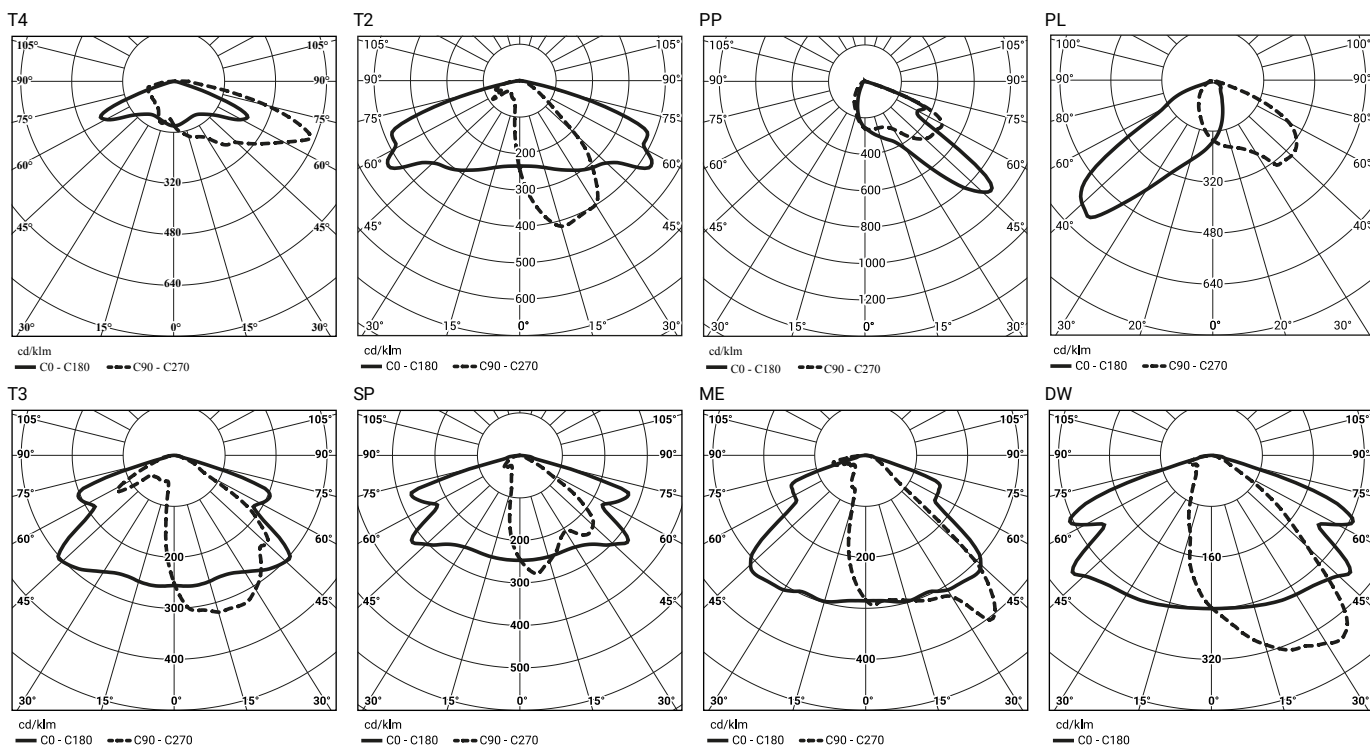 T4
105° 105°
90° 90°
75° 75°
60° 60°
320
45° 45°
480
640
30° 15° 0° 15° 30°
cd/klm
C0 - C180 C90 - C270
T2
105° 105°
90° 90°
75° 75°
200
60° 60°
300
45° 400 45°
500
600
30° 15° 0° 15° 30°
cd/klm
C0 - C180 C90 - C270
PP
105° 105°
90° 90°
75° 75°
400
60° 60°
600
45° 800 45°
1000
1200
30° 15° 0° 15° 30°
cd/klm
C0 - C180 C90 - C270
PL
100° 100°
90° 90°
80° 80°
60° 60°
320
40° 480 40°
640
30° 20° 0° 20° 30°
cd/klm
C0 - C180 C90 - C270
T3
105° 105°
90° 90°
75° 75°
60° 60°
200
45° 300 45°
400
30° 15° 0° 15° 30°
cd/klm
C0 - C180 C90 - C270
SP
105° 105°
90° 90°
75° 75°
60° 200 60°
300
45° 45°
400
500
30° 15° 0° 15° 30°
cd/klm
C0 - C180 C90 - C270
ME
105° 105°
90° 90°
75° 75°
60° 60°
200
45° 45°
400
30° 15° 0° 15° 30°
cd/klm
C0 - C180 C90 - C270
DW
105° 105°
90° 90°
75° 75°
60° 60°
160
45° 45°
320
30° 15° 0° 15° 30°
cd/klm
C0 - C180